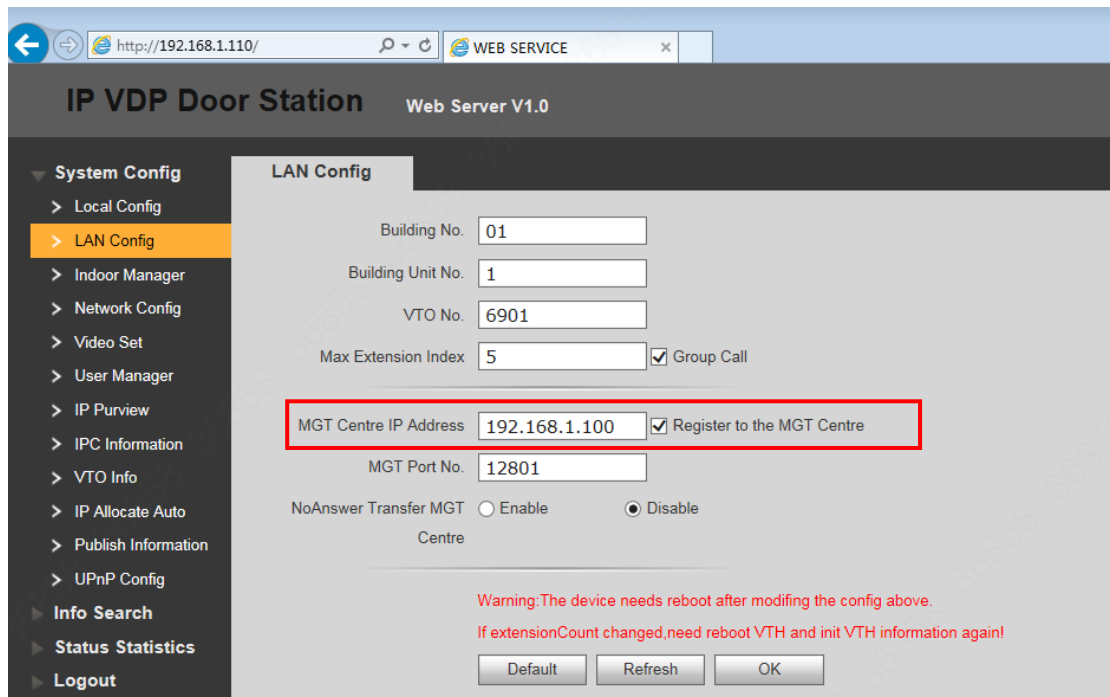 http://192.168.1.110/
WEB SERVICE
IP VDP Door Station Web Server V1.0
System Config
Local Config
LAN Config
Indoor Manager
Network Config
Video Set
User Manager
IP Purview
IPC Information
VTO Info
IP Allocate Auto
Publish Information
UPnP Config
Info Search
Status Statistics
Logout
LAN Config
Building No. 01
Building Unit No. 1
VTO No. 6901
Max Extension Index 5 Group Call
MGT Centre IP Address 192.168.1.100 Register to the MGT Centre
MGT Port No. 12801
NoAnswer Transfer MGT Enable Disable
Centre
Warning:The device needs reboot after modifing the config above.
If extensionCount changed,need reboot VTH and init VTH information again!
Default Refresh OK
36858